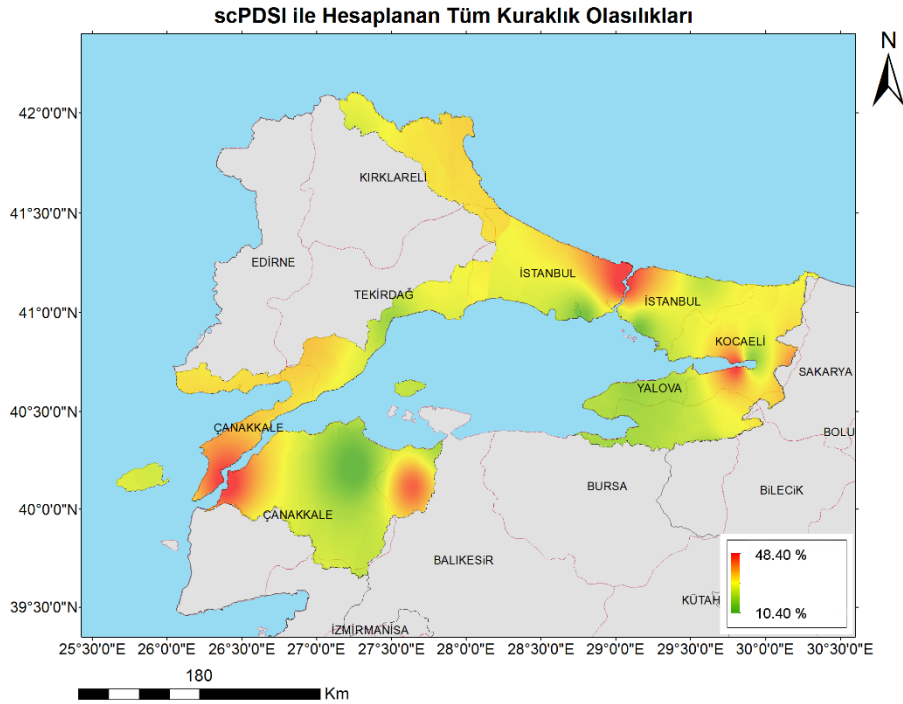 scPDSI ile Hesaplanan Tüm Kuraklık Olasılıkları
N
42°0'0"N
KIRKLARELİ
41°30'0"N
EDİRNE
İSTANBUL
TEKİRDAĞ
İSTANBUL
41°0'0"N
KOCAELİ
SAKARYA
YALOVA
40°30'0"N
ÇANAKKALE
BOLU
BURSA
BİLECİK
40°0'0"N
ÇANAKKALE
BALIKESİR
48.40 %
10.40 %
39°30'0"N
KÜTAH
İZMİRMANİSA
25°30'0"E 26°0'0"E 26°30'0"E 27°0'0"E 27°30'0"E 28°0'0"E 28°30'0"E 29°0'0"E 29°30'0"E 30°0'0"E 30°30'0"E
180
Km